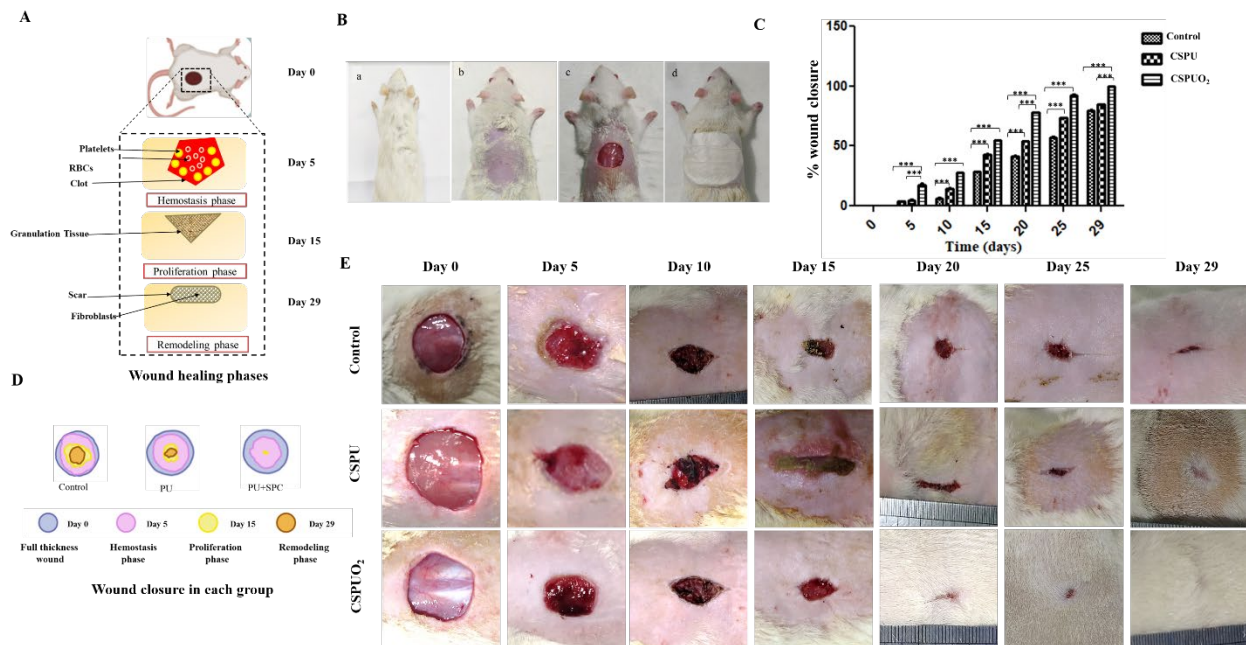 A
Day 0
Platelets
RBCs
Clot
Day 5
Hemostasis phase
Granulation Tissue
Day 15
Proliferation phase
Scar
Fibroblasts
Day 29
Remodeling phase
Wound healing phases
B
a
b
c
d
C
% wound closure
150
100
50
0
0
5
10
15
20
25
29
Time (days)
Control
CSPU
CSPUO₂
***
***
***
***
***
***
***
***
***
***
***
***
***
D
Control
PU
PU+SPC
Day 0
Day 5
Day 15
Day 29
Full thickness
wound
Hemostasis
phase
Proliferation
phase
Remodeling
phase
Wound closure in each group
E
Day 0
Day 5
Day 10
Day 15
Day 20
Day 25
Day 29
Control
CSPU
CSPUO₂